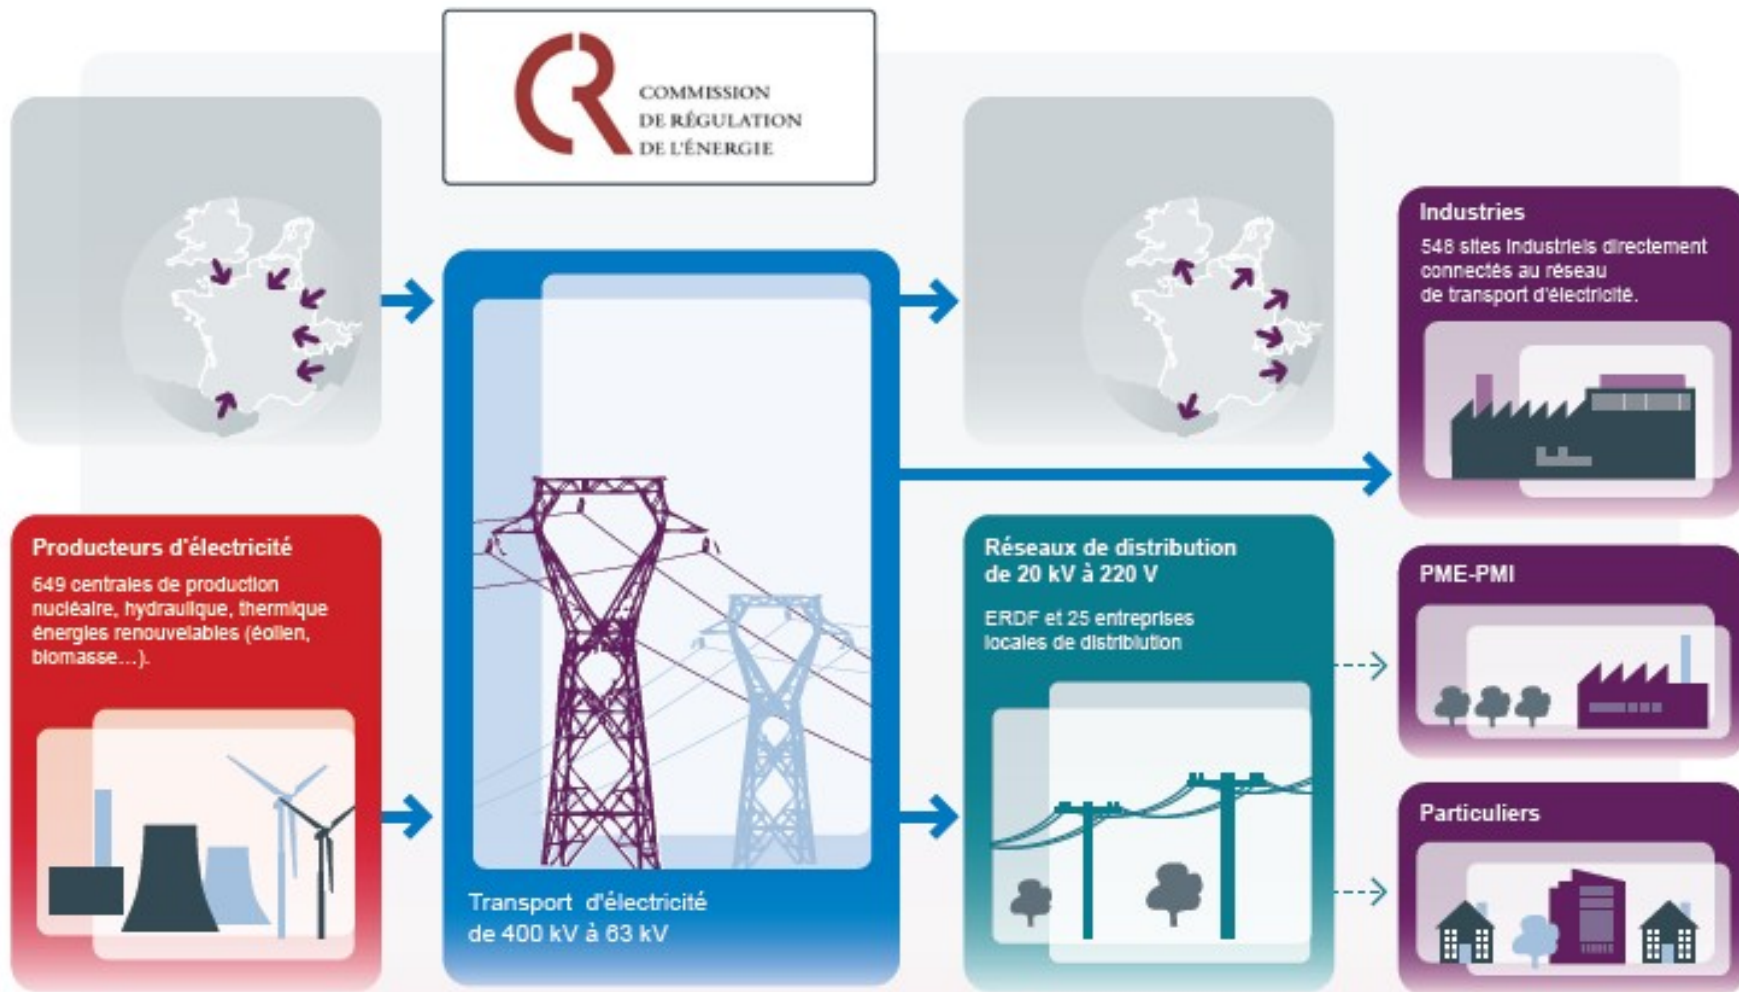 COMMISSION
DE RÉGULATION
DE L'ÉNERGIE
Industries
548 sites industriels directement
connectés au réseau
de transport d'électricité.
Producteurs d'électricité
649 centrales de production
nucléaire, hydraulique, thermique
énergies renouvelables (éolien,
biomasse...).
Transport d'électricité
de 400 kV à 63 kV
Réseaux de distribution
de 20 kV à 220 V
ERDF et 25 entreprises
locales de distriblution
PME-PMI
Particuliers